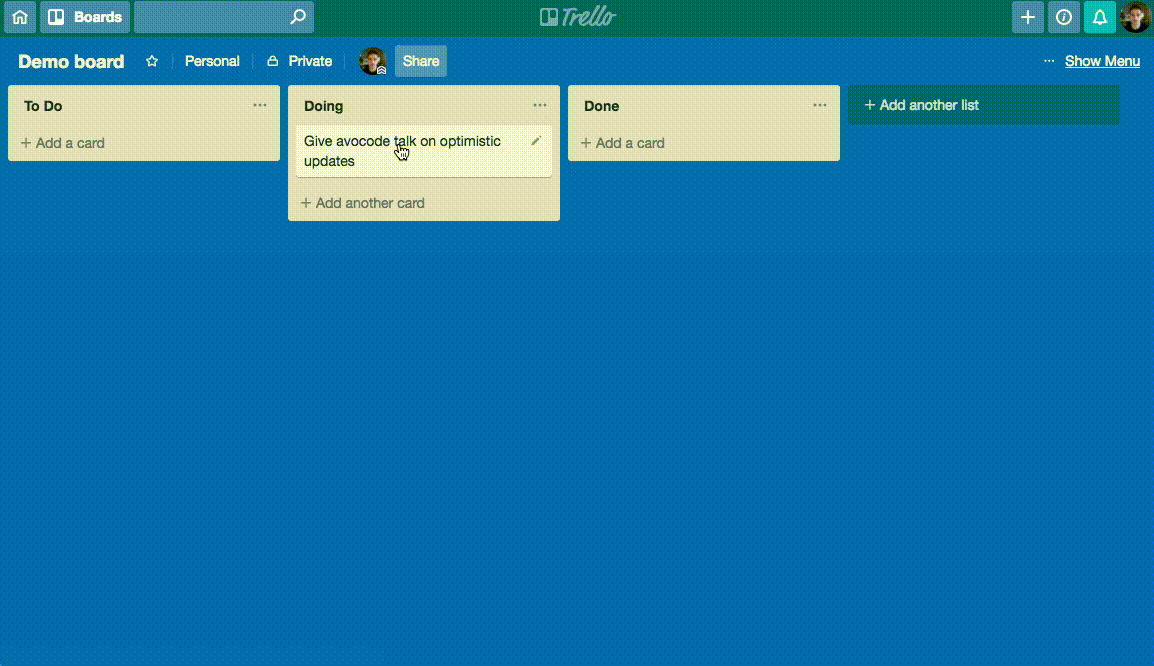 Boards
Trello
Demo board
Personal
Private
Share
... Show Menu
To Do
...
+ Add a card
Doing
...
Give avocode talk on optimistic
updates
+ Add another card
Done
...
+ Add a card
+ Add another list